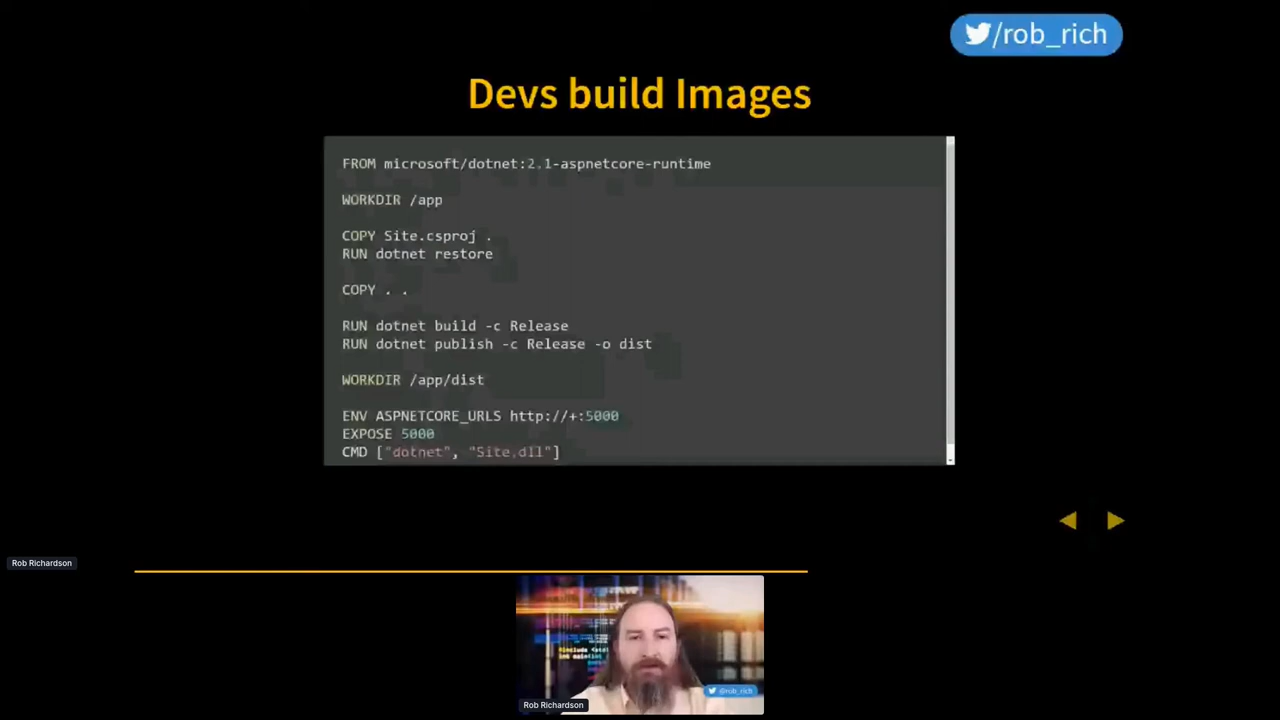 /rob_rich
Devs build Images
FROM microsoft/dotnet:2.1-aspnetcore-runtime
WORKDIR /app
COPY Site.csproj .
RUN dotnet restore
COPY . .
RUN dotnet build -c Release
RUN dotnet publish -c Release -o dist
WORKDIR /app/dist
ENV ASPNETCORE_URLS http://+:5000
EXPOSE 5000
CMD ["dotnet", "Site.dll"]
Rob Richardson
@rob_rich
Rob Richardson